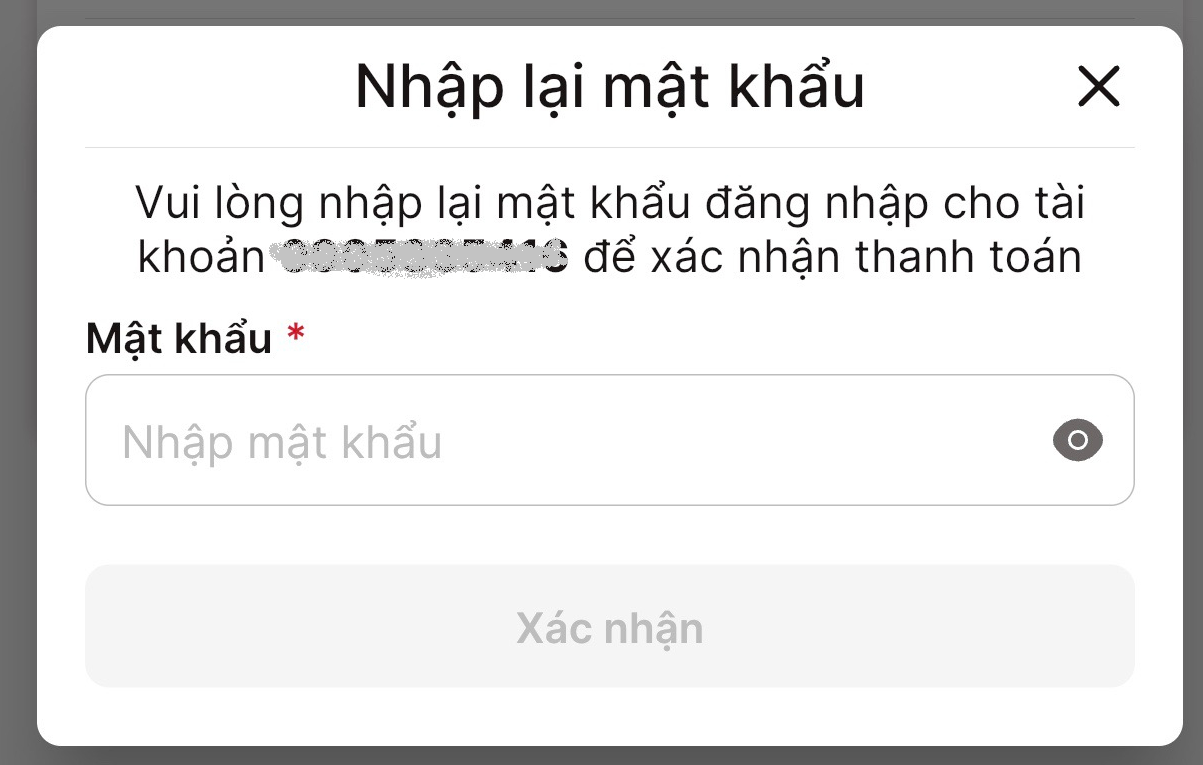 Nhập lại mật khẩu
Vui lòng nhập lại mật khẩu đăng nhập cho tài
khoản để xác nhận thanh toán
Mật khẩu *
Nhập mật khẩu
Xác nhận